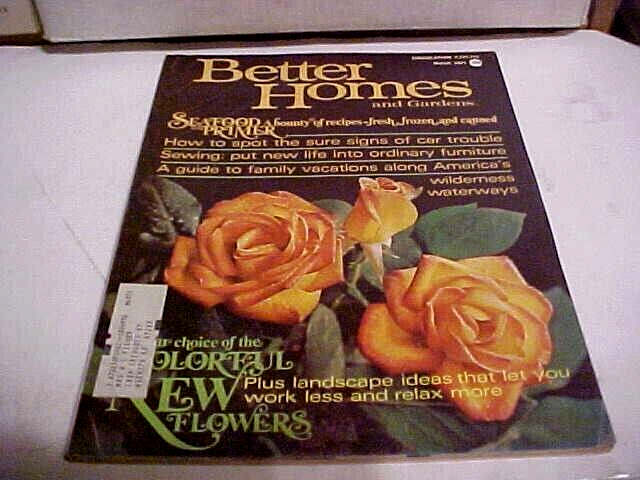 Better
Homes
and Gardens
SEAFOOD A bounty of recipes-fresh, frozen, and canned
PRIMER
How to spot the sure signs of car trouble
Sewing: put new life into ordinary furniture
A guide to family vacations along America's
wilderness
waterways
choice of the
COLORFUL
NEW
FLOWERS
Plus landscape ideas that let you
work less and relax more